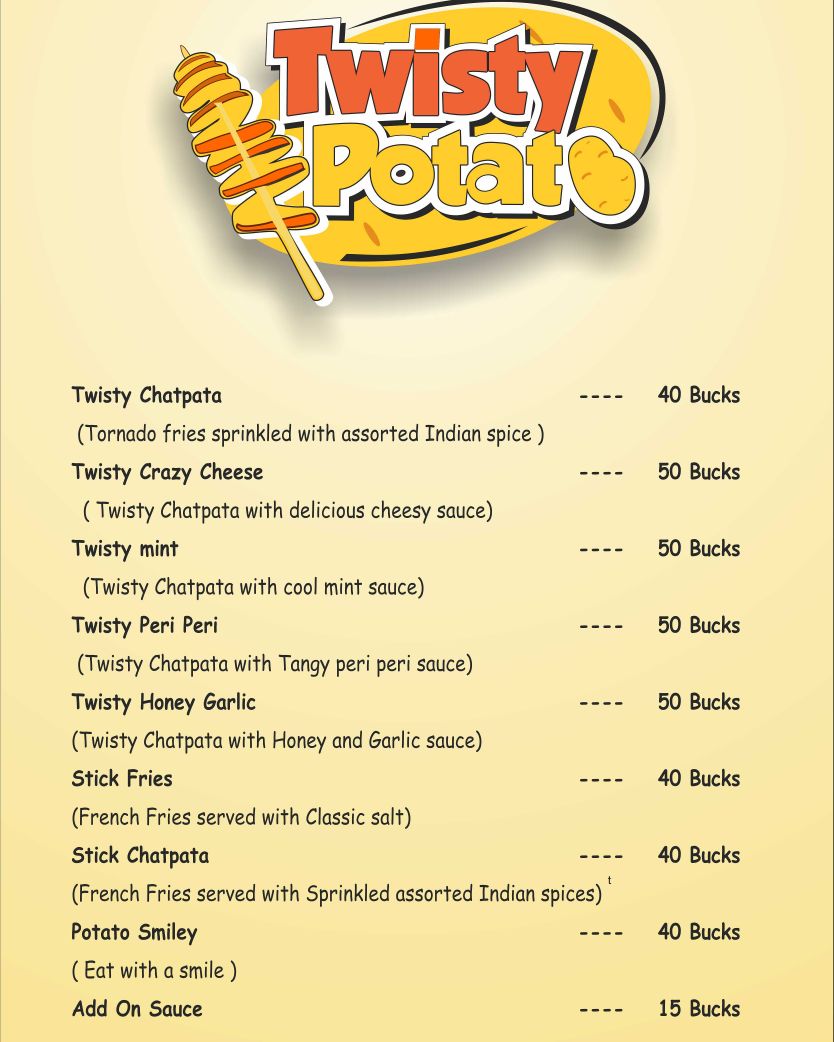 Twisty
Potato
Twisty Chatpata ---- 40 Bucks
(Tornado fries sprinkled with assorted Indian spice )
Twisty Crazy Cheese ---- 50 Bucks
( Twisty Chatpata with delicious cheesy sauce)
Twisty mint ---- 50 Bucks
(Twisty Chatpata with cool mint sauce)
Twisty Peri Peri ---- 50 Bucks
(Twisty Chatpata with Tangy peri peri sauce)
Twisty Honey Garlic ---- 50 Bucks
(Twisty Chatpata with Honey and Garlic sauce)
Stick Fries ---- 40 Bucks
(French Fries served with Classic salt)
Stick Chatpata ---- 40 Bucks
(French Fries served with Sprinkled assorted Indian spices) t
Potato Smiley ---- 40 Bucks
( Eat with a smile )
Add On Sauce ---- 15 Bucks